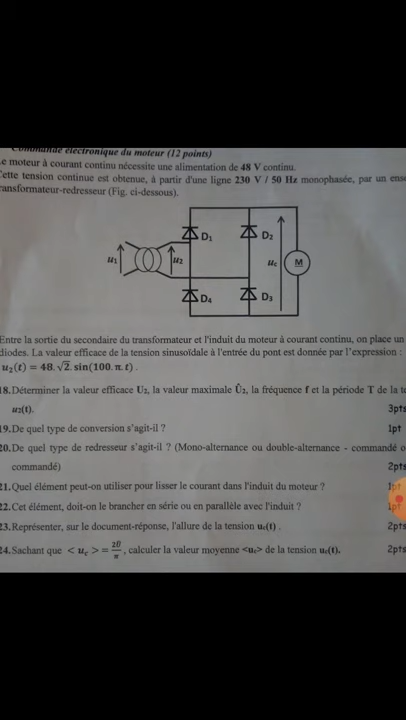 Commande électronique du moteur (12 points)
Le moteur à courant continu nécessite une alimentation de 48 V continu.
Cette tension continue est obtenue, à partir d'une ligne 230 V / 50 Hz monophasée, par un
transformateur-redresseur (Fig. ci-dessous).
D₁
D₂
u₁
u₂
uc
M
D₄
D₃
Entre la sortie du secondaire du transformateur et l'induit du moteur à courant continu, on place un
diodes. La valeur efficace de la tension sinusoïdale à l'entrée du pont est donnée par l'expression :
u₂(t) = 48.√2. sin(100. π. t) .
18. Déterminer la valeur efficace U₂, la valeur maximale Û₂, la fréquence f et la période T de la
u₂(t). 3pts
19. De quel type de conversion s'agit-il ? 1pt
20. De quel type de redresseur s'agit-il ? (Mono-alternance ou double-alternance - commandé
commandé) 2pts
21. Quel élément peut-on utiliser pour lisser le courant dans l'induit du moteur ? 1pt
22. Cet élément, doit-on le brancher en série ou en parallèle avec l'induit ? 1pt
23. Représenter, sur le document-réponse, l'allure de la tension uc(t) . 2pts
24. Sachant que < uc > = 2Û/π , calculer la valeur moyenne <uc> de la tension uc(t). 2pts